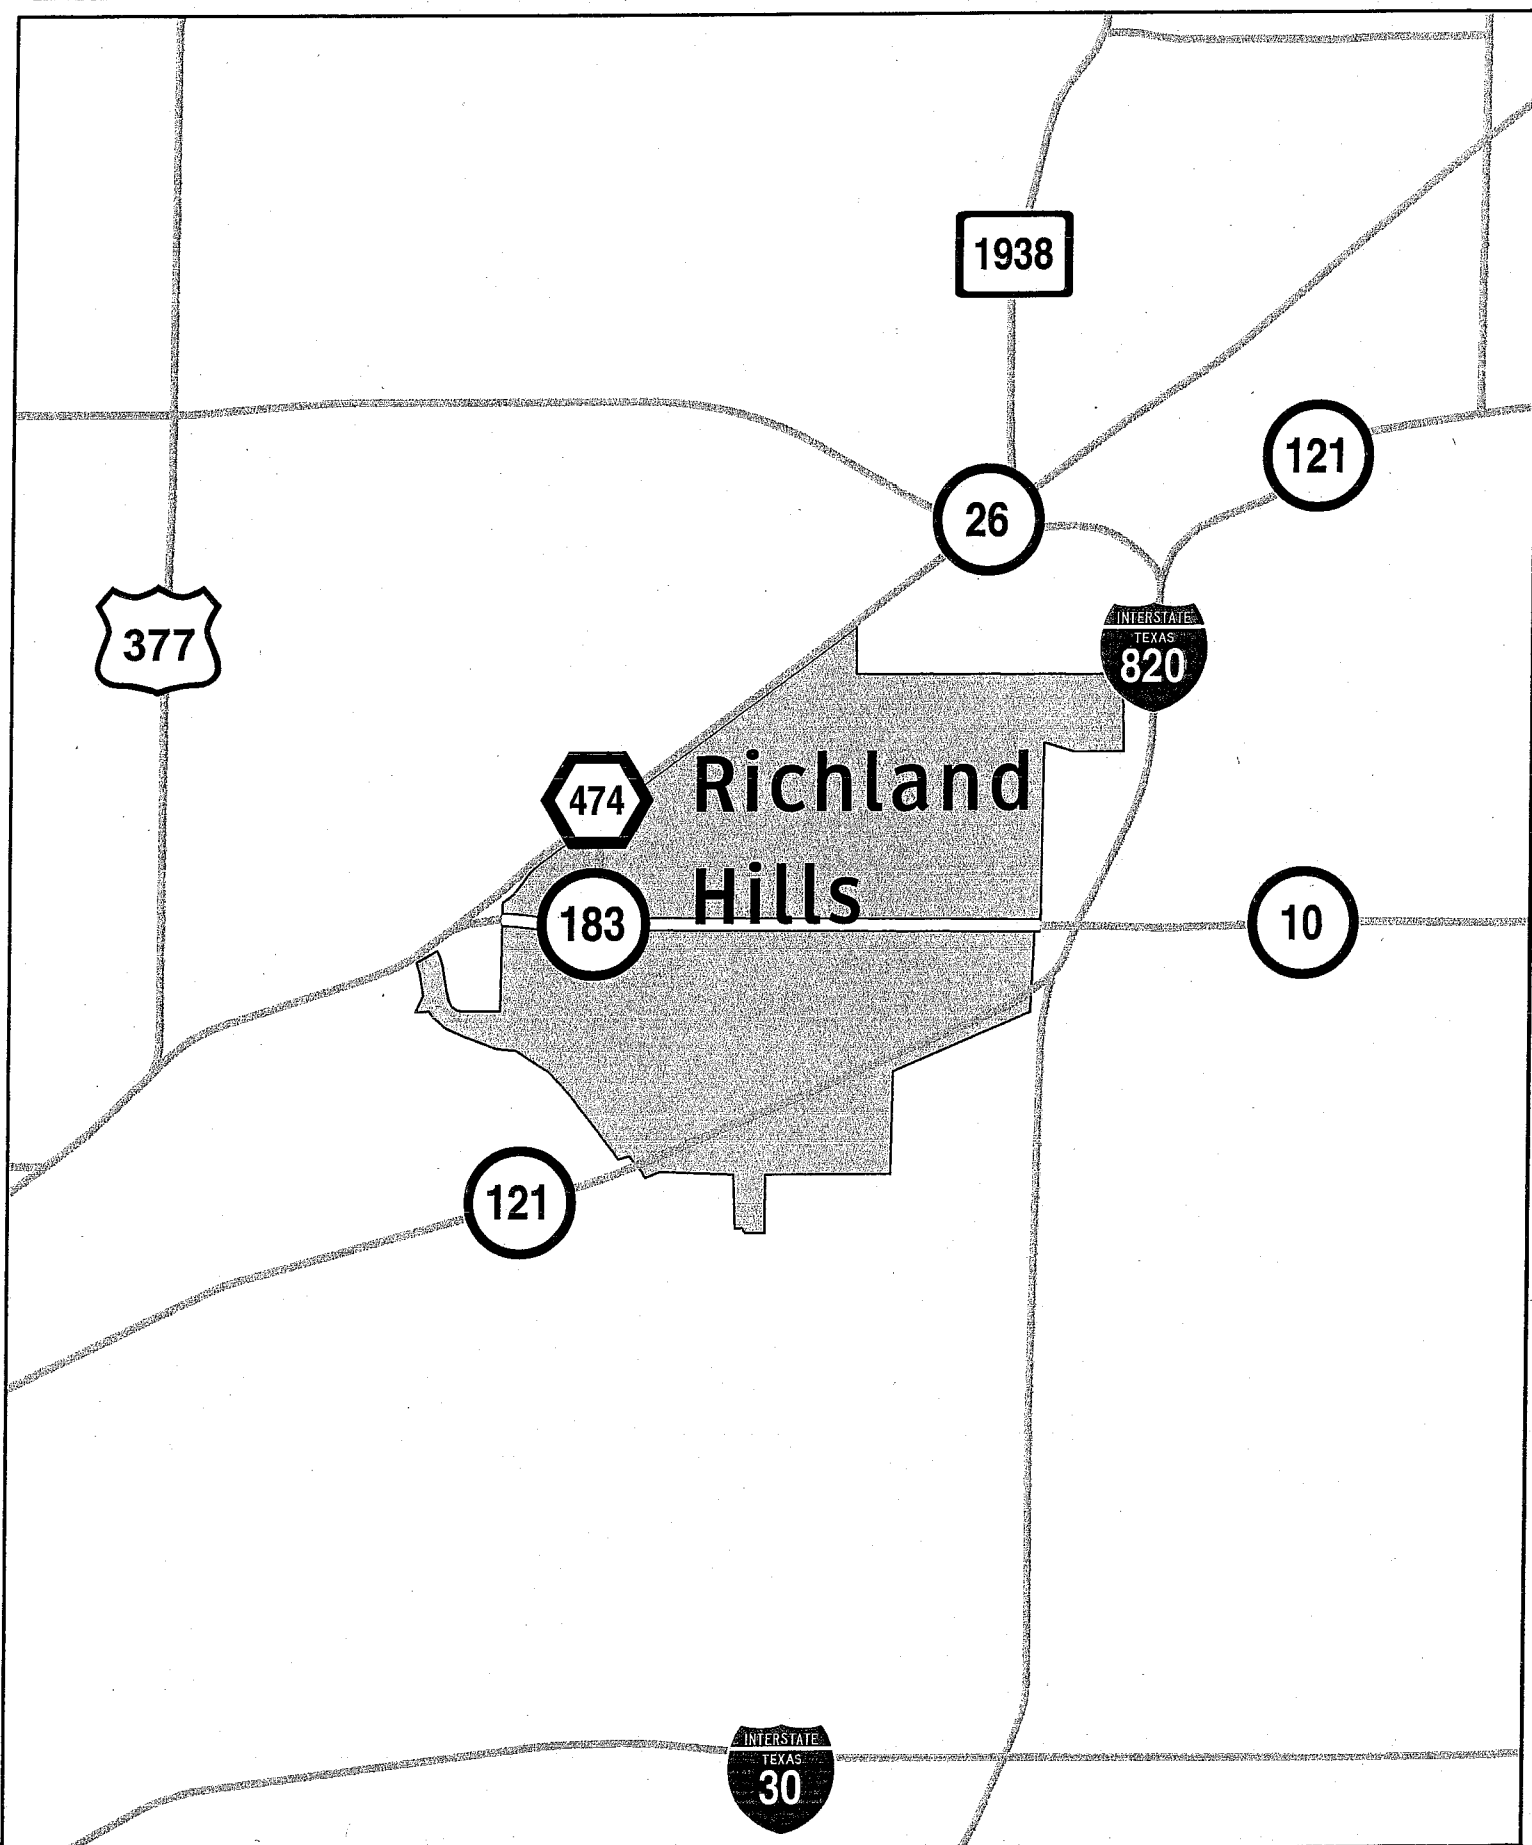 1938
121
26
INTERSTATE
TEXAS
820
377
Richland
474
Hills
183
10
121
INTERSTATE
TEXAS
30